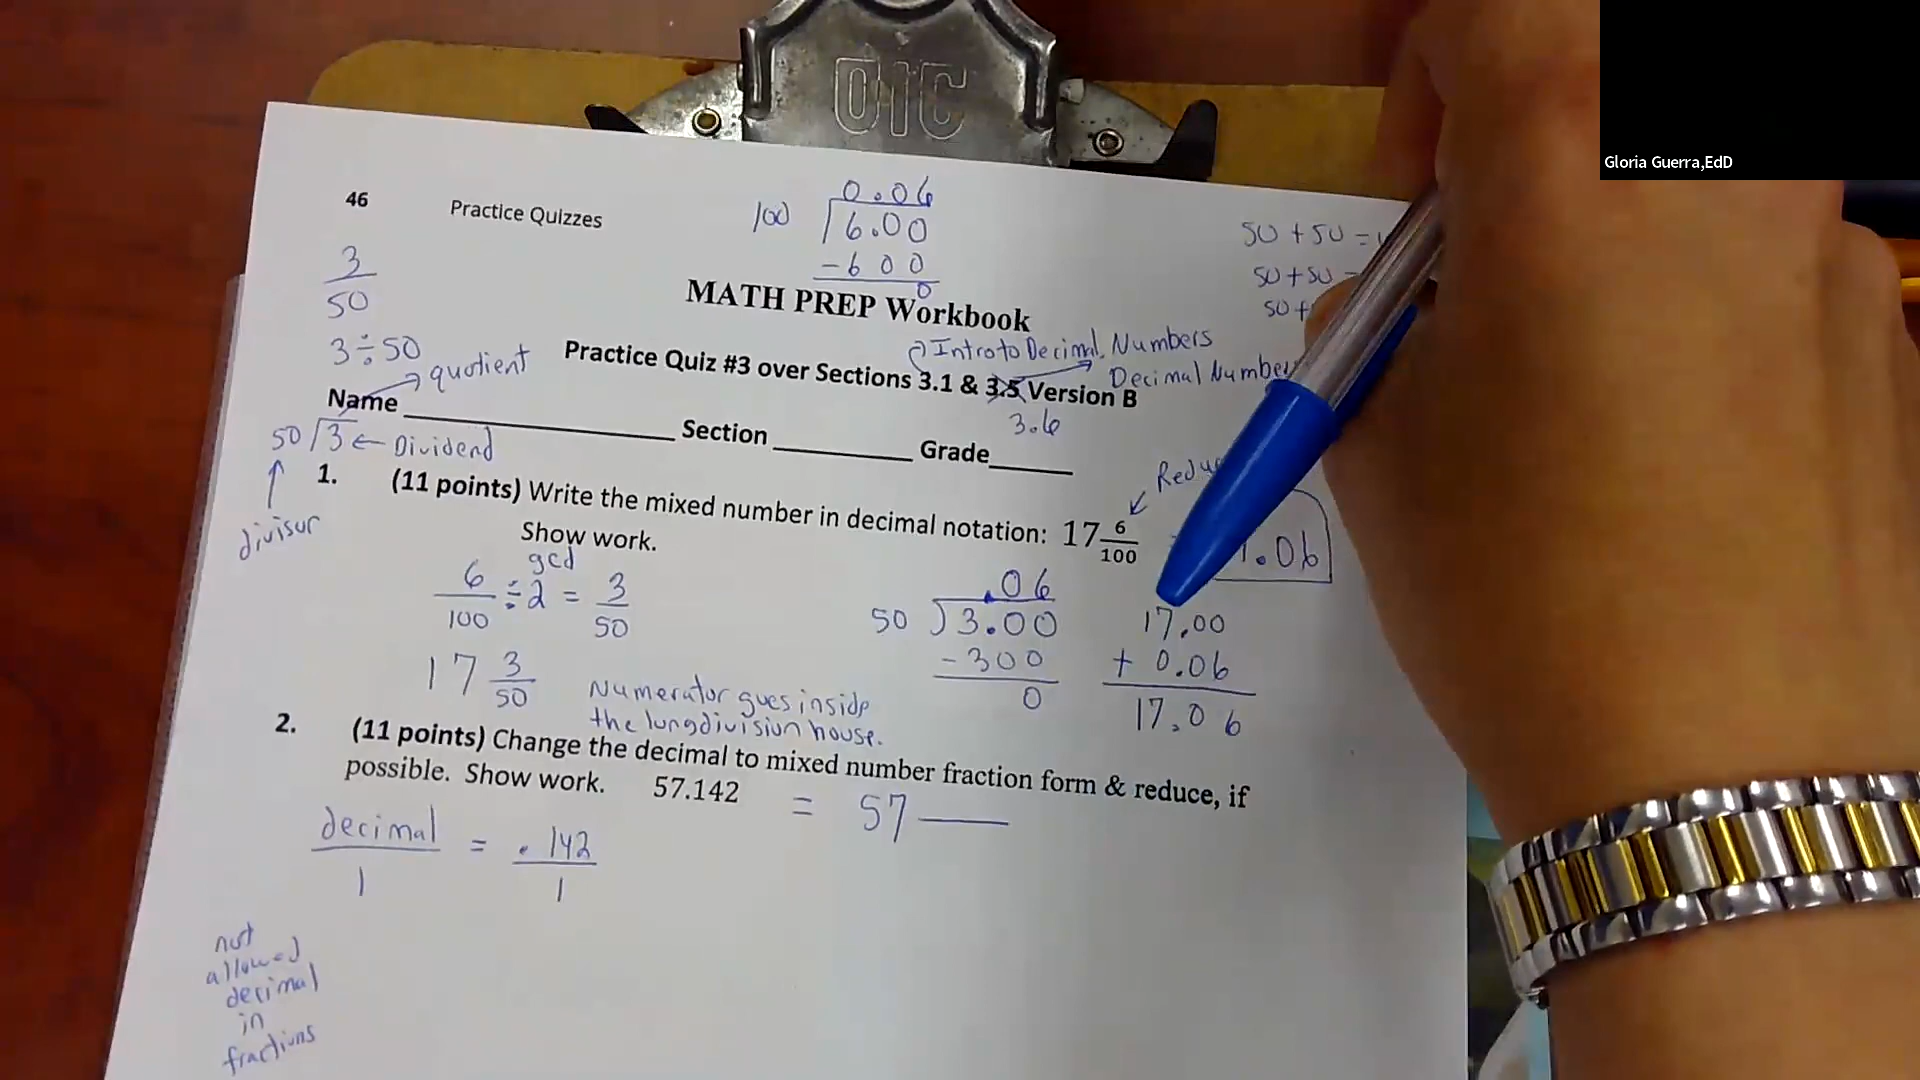 Gloria Guerra,EdD
OIC
46 Practice Quizzes
0.06
100 6.00
-600
0
50 + 50 =
50 + 50
50 +
3
50
3÷50
quotient
MATH PREP Workbook
Intro to Decimal Numbers
Practice Quiz #3 over Sections 3.1 & 3.5 Version B
Decimal Number
3.6
Name Section Grade
50 3 ← Dividend
divisor
1. (11 points) Write the mixed number in decimal notation: 17 6/100
Show work.
.06
6/100 ÷ 2 = 3/50
gcd
.06
50 3.00
-300
0
17.00
+ 0.06
17.06
17 3/50
Numerator goes inside
the long division house.
2. (11 points) Change the decimal to mixed number fraction form & reduce, if
possible. Show work. 57.142 = 57
decimal/1 = .142/1
not
allowed
decimal
in
fractions